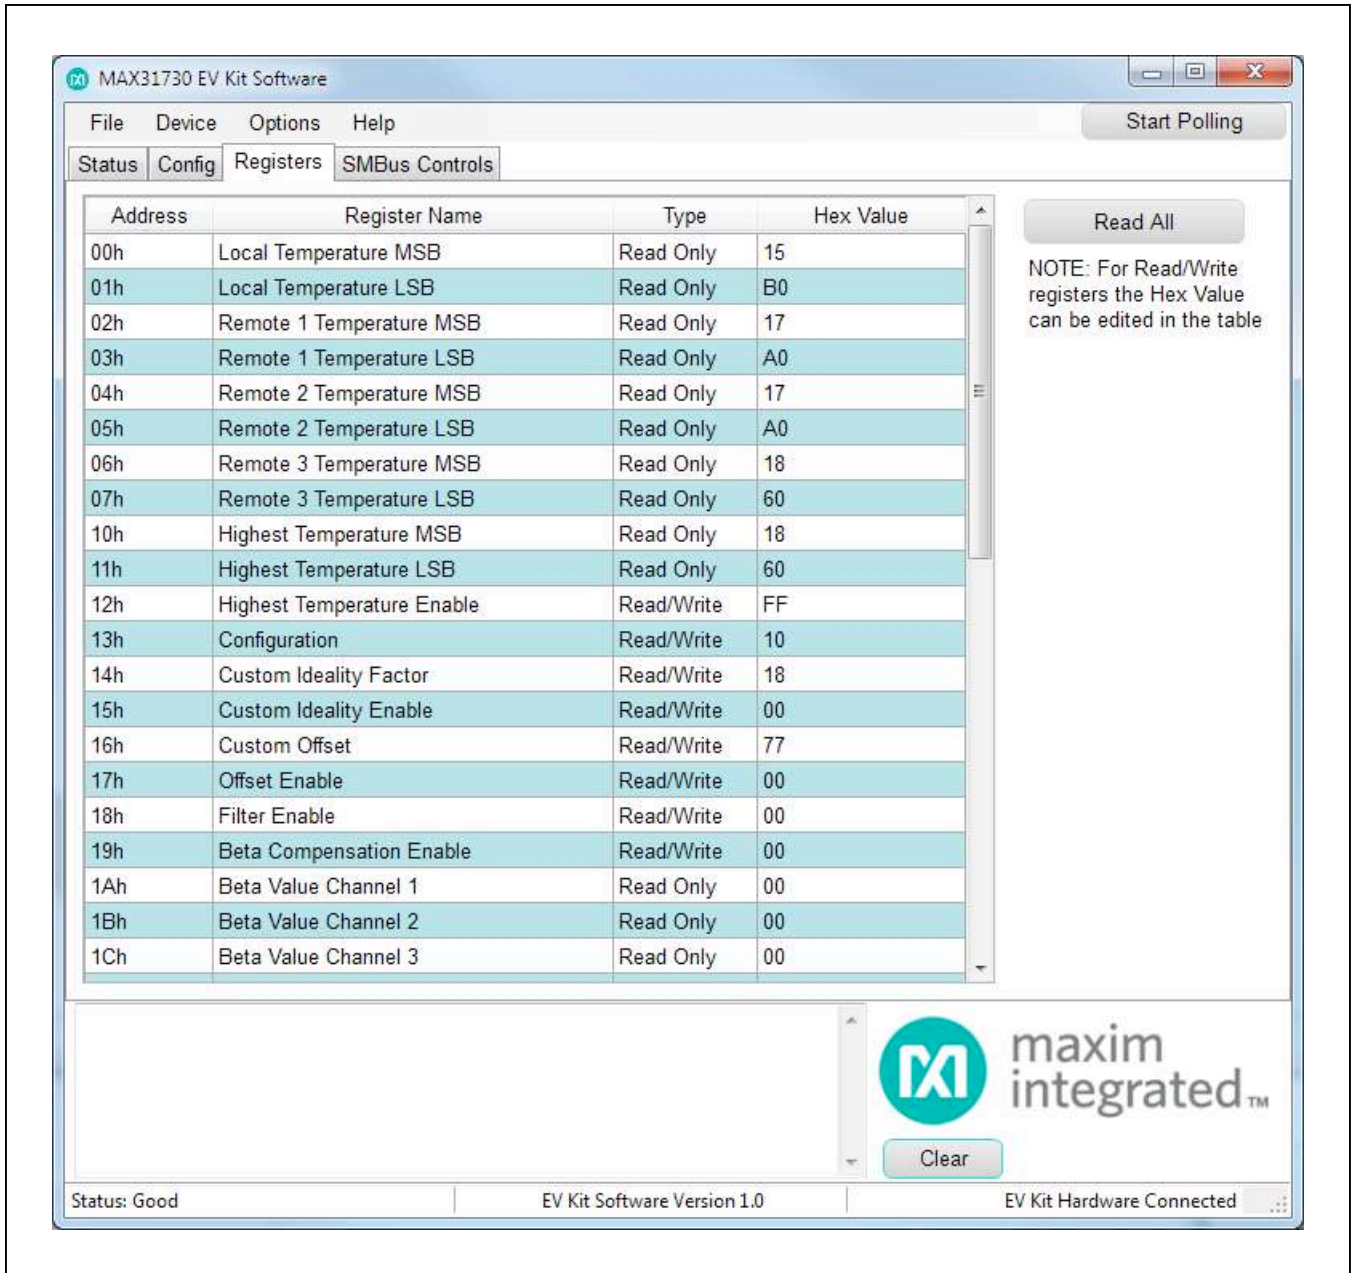 MAX31730 EV Kit Software
File Device Options Help Start Polling
Status Config Registers SMBus Controls
Address Register Name Type Hex Value
00h Local Temperature MSB Read Only 15
01h Local Temperature LSB Read Only B0
02h Remote 1 Temperature MSB Read Only 17
03h Remote 1 Temperature LSB Read Only A0
04h Remote 2 Temperature MSB Read Only 17
05h Remote 2 Temperature LSB Read Only A0
06h Remote 3 Temperature MSB Read Only 18
07h Remote 3 Temperature LSB Read Only 60
10h Highest Temperature MSB Read Only 18
11h Highest Temperature LSB Read Only 60
12h Highest Temperature Enable Read/Write FF
13h Configuration Read/Write 10
14h Custom Ideality Factor Read/Write 18
15h Custom Ideality Enable Read/Write 00
16h Custom Offset Read/Write 77
17h Offset Enable Read/Write 00
18h Filter Enable Read/Write 00
19h Beta Compensation Enable Read/Write 00
1Ah Beta Value Channel 1 Read Only 00
1Bh Beta Value Channel 2 Read Only 00
1Ch Beta Value Channel 3 Read Only 00
Read All
NOTE: For Read/Write
registers the Hex Value
can be edited in the table
maxim
integrated™
Clear
Status: Good EV Kit Software Version 1.0 EV Kit Hardware Connected